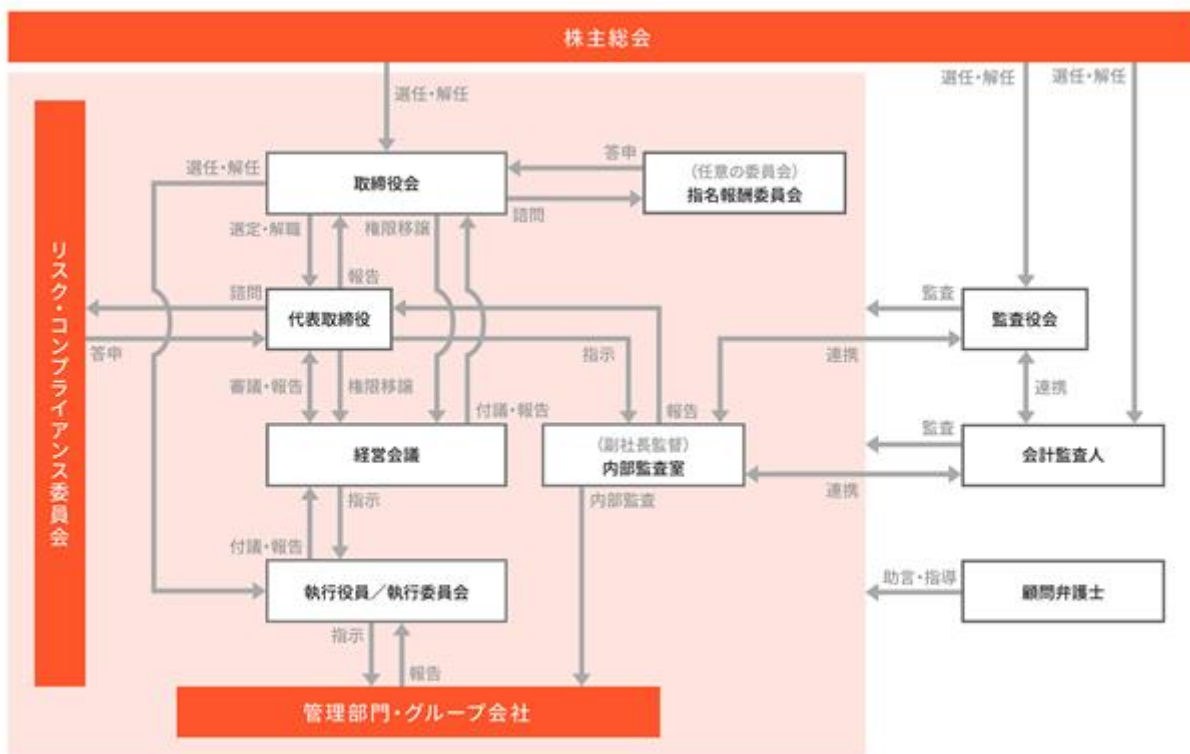 株主総会
選任・解任
選任・解任
選任・解任
選任・解任
取締役会
答申
諮問
（任意の委員会）
指名報酬委員会
選定・解職
報告
権限移譲
リスク・コンプライアンス委員会
諮問
答申
代表取締役
指示
監査
連携
監査役会
審議・報告
権限移譲
付議・報告
報告
連携
経営会議
（副社長監督）
内部監査室
監査
連携
会計監査人
指示
付議・報告
内部監査
執行役員／執行委員会
助言・指導
顧問弁護士
指示
報告
管理部門・グループ会社